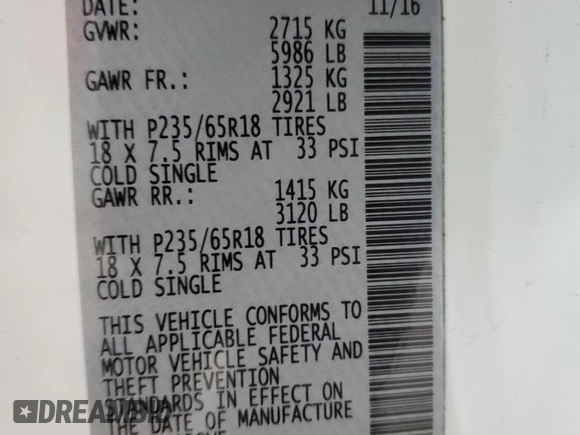 DATE: 11/16
GVWR: 2715 KG
5986 LB
GAWR FR.: 1325 KG
2921 LB
WITH P235/65R18 TIRES
18 X 7.5 RIMS AT 33 PSI
COLD SINGLE
GAWR RR.: 1415 KG
3120 LB
WITH P235/65R18 TIRES
18 X 7.5 RIMS AT 33 PSI
COLD SINGLE
THIS VEHICLE CONFORMS TO
ALL APPLICABLE FEDERAL
MOTOR VEHICLE SAFETY AND
THEFT PREVENTION
STANDARDS IN EFFECT ON
THE DATE OF MANUFACTURE